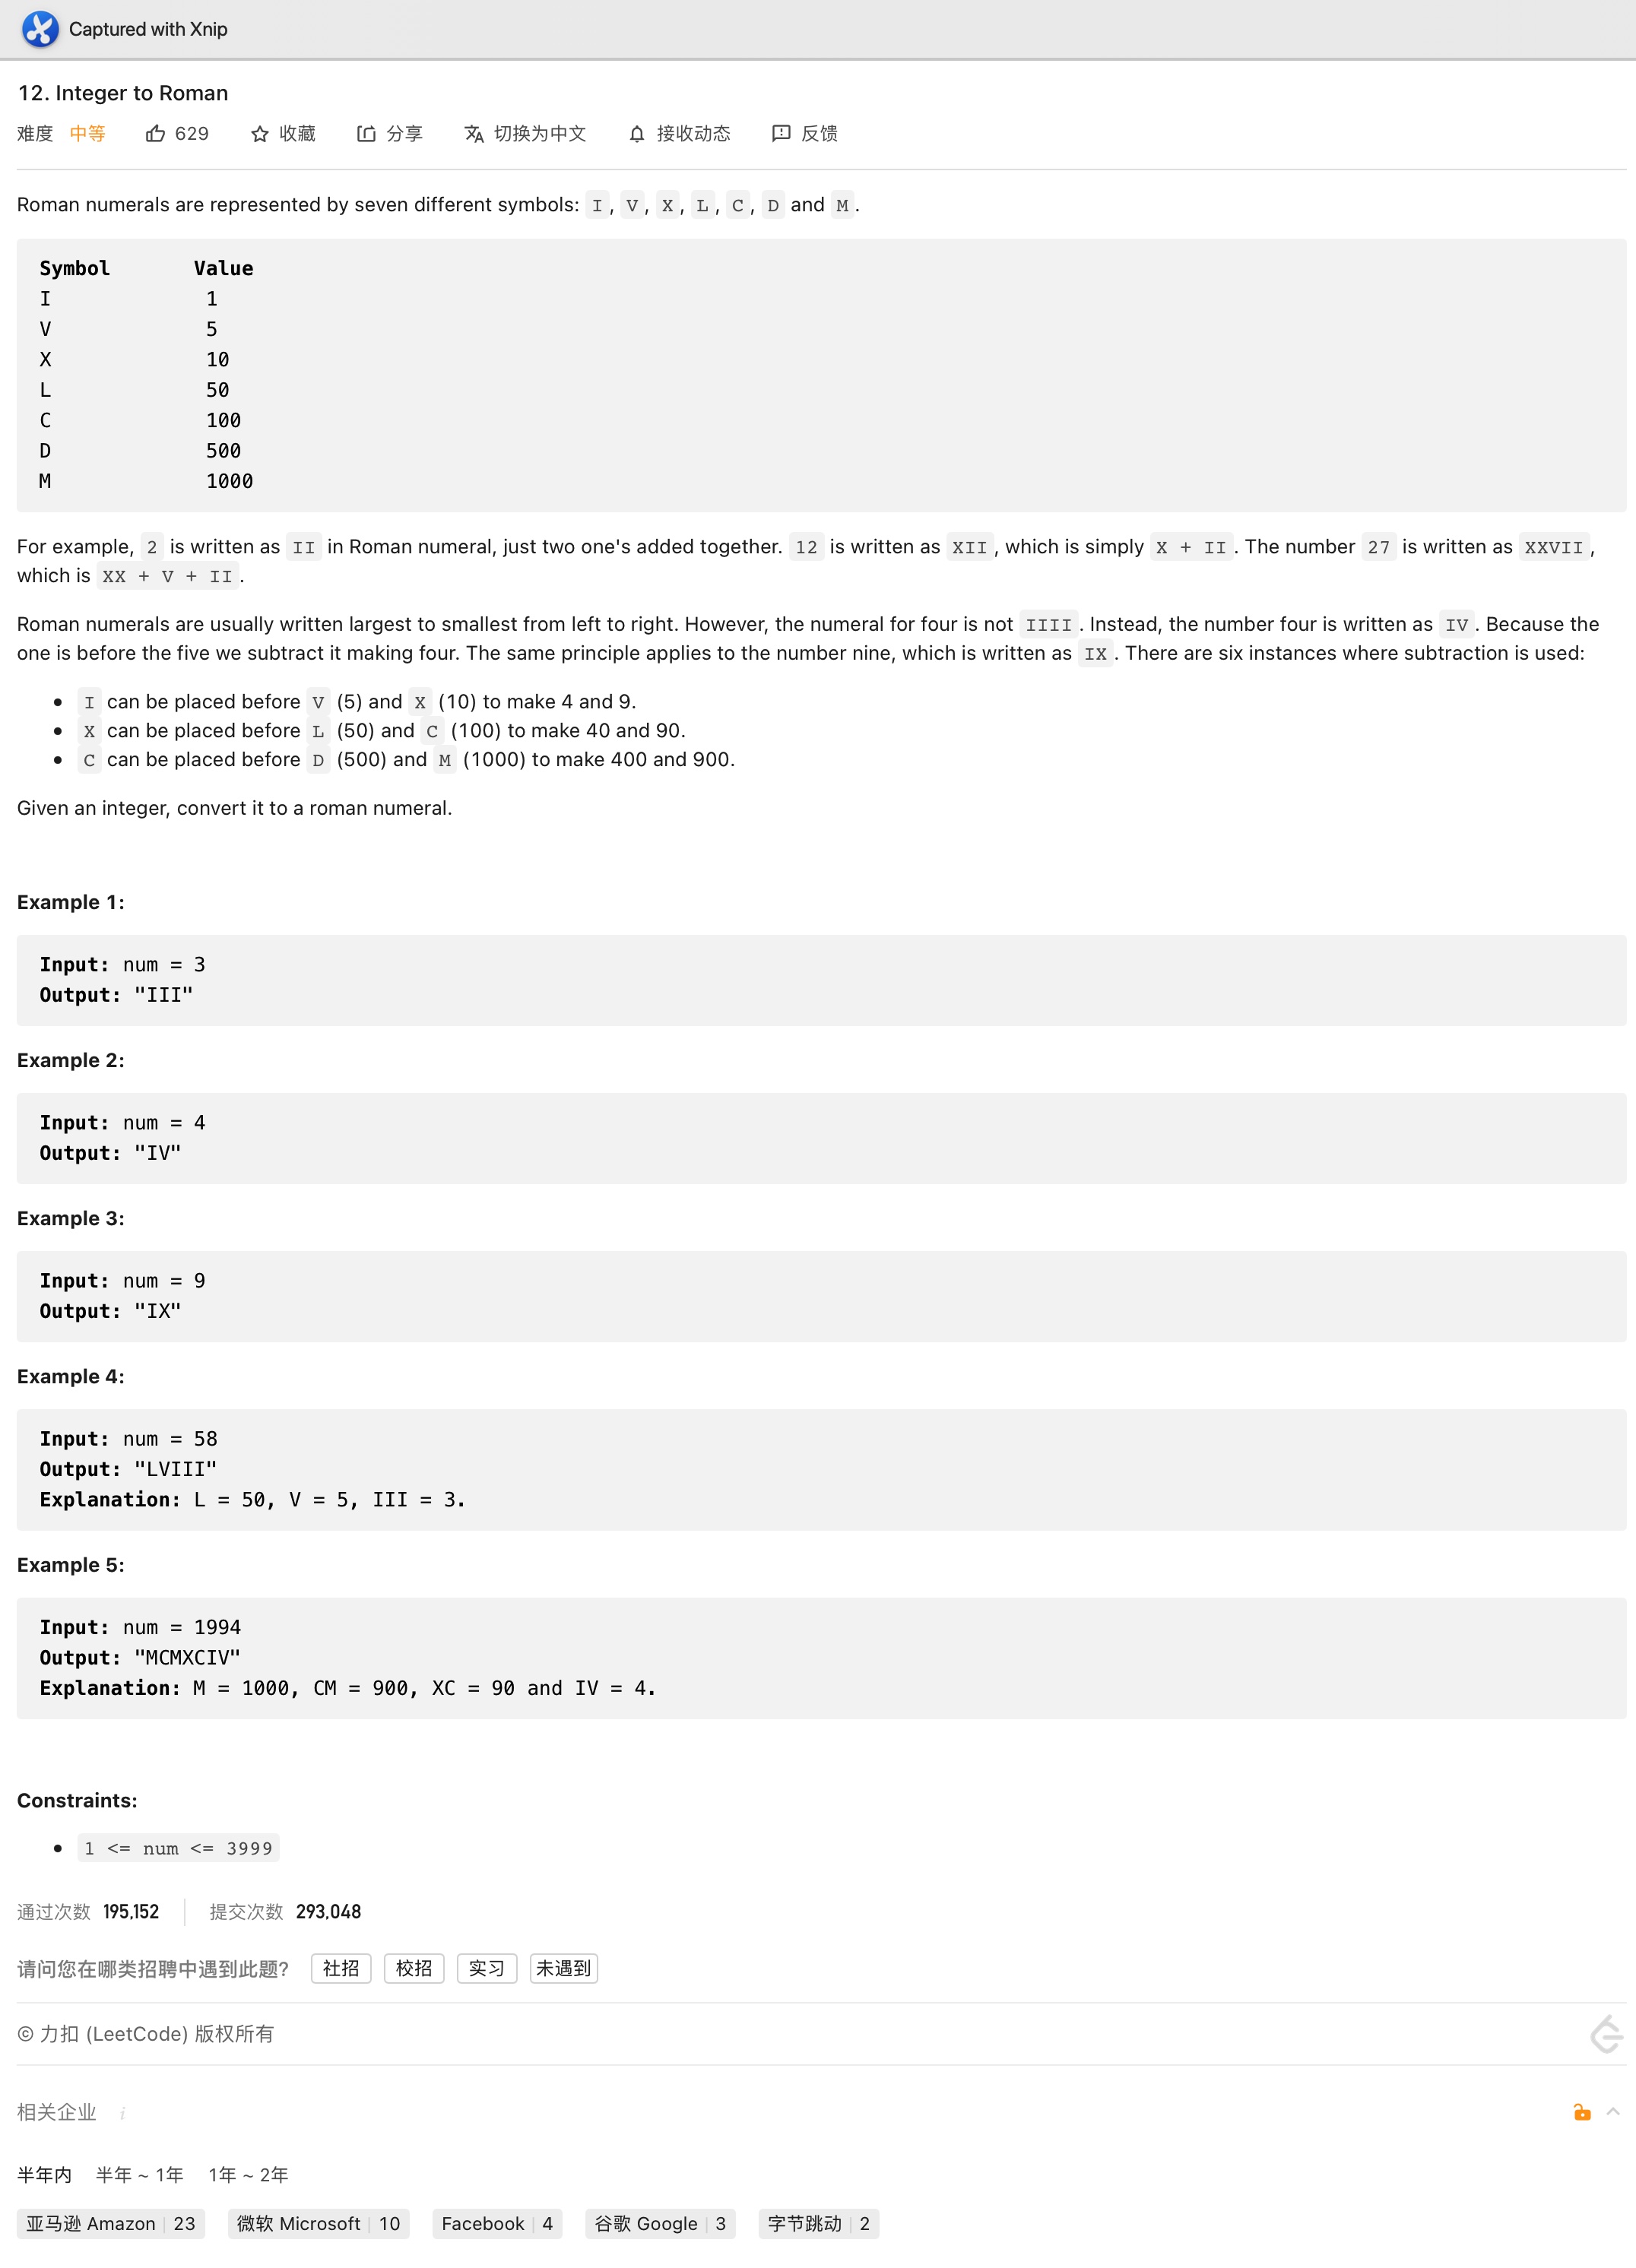 Captured with Xnip
12. Integer to Roman
难度 中等 629 收藏 分享 切换为中文 接收动态 反馈
Roman numerals are represented by seven different symbols: I, V, X, L, C, D and M.
Symbol Value
I 1
V 5
X 10
L 50
C 100
D 500
M 1000
For example, 2 is written as II in Roman numeral, just two one's added together. 12 is written as XII, which is simply X + II. The number 27 is written as XXVII,
which is XX + V + II.
Roman numerals are usually written largest to smallest from left to right. However, the numeral for four is not IIII. Instead, the number four is written as IV. Because the
one is before the five we subtract it making four. The same principle applies to the number nine, which is written as IX. There are six instances where subtraction is used:
• I can be placed before V (5) and X (10) to make 4 and 9.
• X can be placed before L (50) and C (100) to make 40 and 90.
• C can be placed before D (500) and M (1000) to make 400 and 900.
Given an integer, convert it to a roman numeral.
Example 1:
Input: num = 3
Output: "III"
Example 2:
Input: num = 4
Output: "IV"
Example 3:
Input: num = 9
Output: "IX"
Example 4:
Input: num = 58
Output: "LVIII"
Explanation: L = 50, V = 5, III = 3.
Example 5:
Input: num = 1994
Output: "MCMXCIV"
Explanation: M = 1000, CM = 900, XC = 90 and IV = 4.
Constraints:
• 1 <= num <= 3999
通过次数 195,152 提交次数 293,048
请问您在哪类招聘中遇到此题? 社招 校招 实习 未遇到
© 力扣 (LeetCode) 版权所有
相关企业 i
半年内 半年 ~ 1年 1年 ~ 2年
亚马逊 Amazon | 23 微软 Microsoft | 10 Facebook | 4 谷歌 Google | 3 字节跳动 | 2